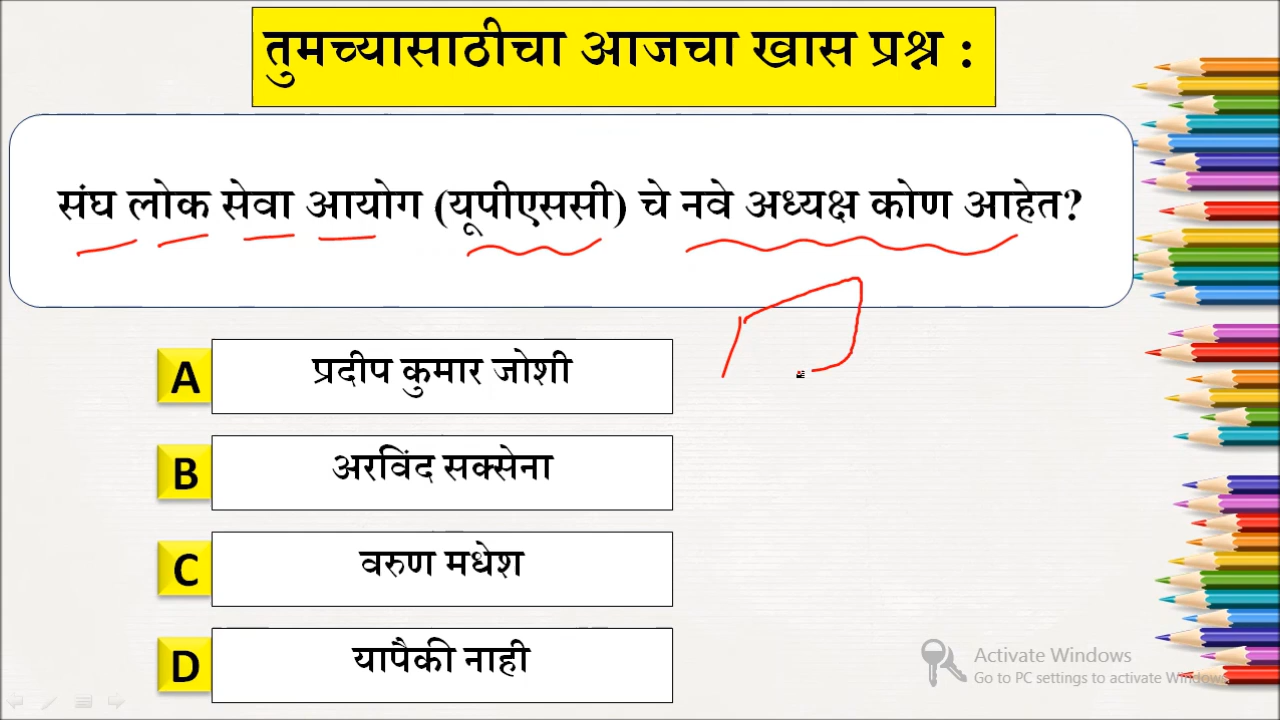 तुमच्यासाठीचा आजचा खास प्रश्न :
संघ लोक सेवा आयोग (यूपीएससी) चे नवे अध्यक्ष कोण आहेत?
A प्रदीप कुमार जोशी
B अरविंद सक्सेना
C वरुण मधेश
D यापैकी नाही
Activate Windows
Go to PC settings to activate Windows.